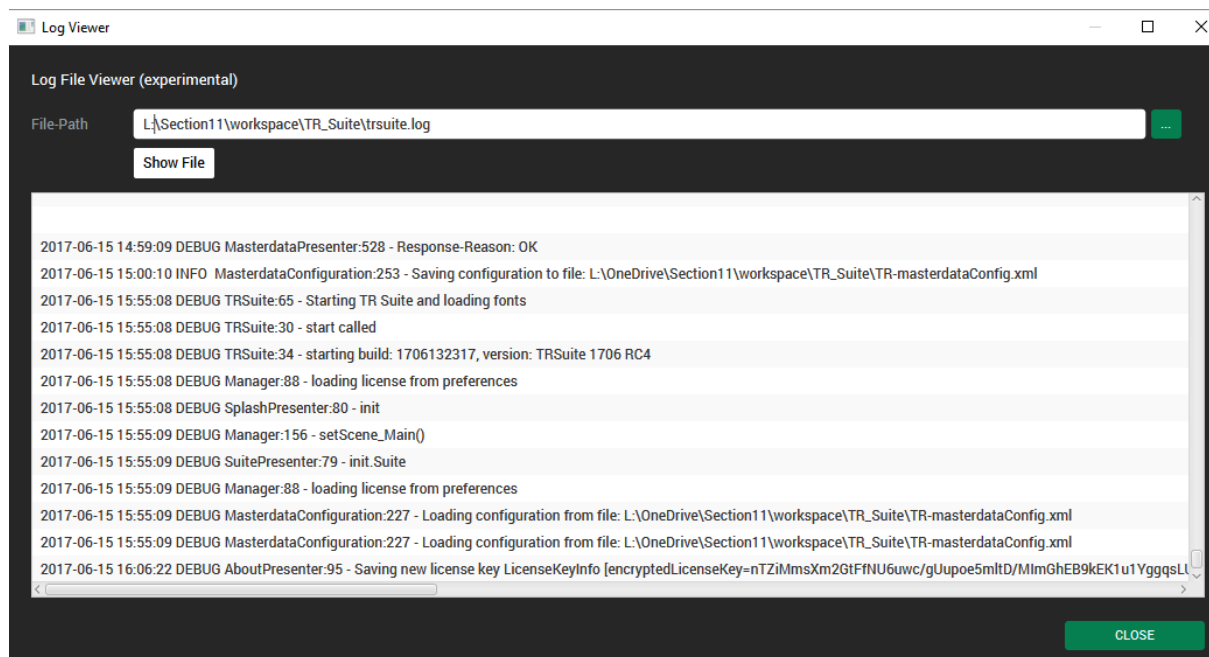 Log Viewer
Log File Viewer (experimental)
File-Path L:\Section11\workspace\TR_Suite\trsuite.log ...
Show File
2017-06-15 14:59:09 DEBUG MasterdataPresenter:528 - Response-Reason: OK
2017-06-15 15:00:10 INFO  MasterdataConfiguration:253 - Saving configuration to file: L:\OneDrive\Section11\workspace\TR_Suite\TR-masterdataConfig.xml
2017-06-15 15:55:08 DEBUG TRSuite:65 - Starting TR Suite and loading fonts
2017-06-15 15:55:08 DEBUG TRSuite:30 - start called
2017-06-15 15:55:08 DEBUG TRSuite:34 - starting build: 1706132317, version: TRSuite 1706 RC4
2017-06-15 15:55:08 DEBUG Manager:88 - loading license from preferences
2017-06-15 15:55:08 DEBUG SplashPresenter:80 - init
2017-06-15 15:55:09 DEBUG Manager:156 - setScene_Main()
2017-06-15 15:55:09 DEBUG SuitePresenter:79 - init.Suite
2017-06-15 15:55:09 DEBUG Manager:88 - loading license from preferences
2017-06-15 15:55:09 DEBUG MasterdataConfiguration:227 - Loading configuration from file: L:\OneDrive\Section11\workspace\TR_Suite\TR-masterdataConfig.xml
2017-06-15 15:55:09 DEBUG MasterdataConfiguration:227 - Loading configuration from file: L:\OneDrive\Section11\workspace\TR_Suite\TR-masterdataConfig.xml
2017-06-15 16:06:22 DEBUG AboutPresenter:95 - Saving new license key LicenseKeyInfo
CLOSE